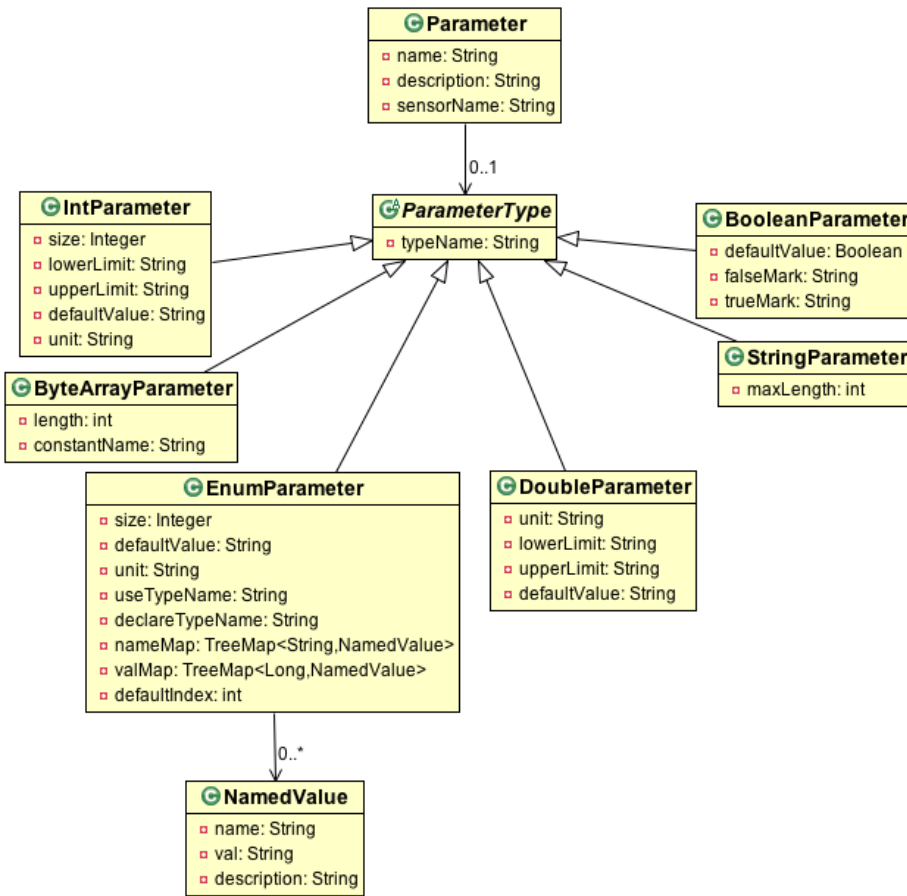 Parameter
name: String
description: String
sensorName: String
0..1
ParameterType
typeName: String
IntParameter
size: Integer
lowerLimit: String
upperLimit: String
defaultValue: String
unit: String
BooleanParameter
defaultValue: Boolean
falseMark: String
trueMark: String
StringParameter
maxLength: int
ByteArrayParameter
length: int
constantName: String
EnumParameter
size: Integer
defaultValue: String
unit: String
useTypeName: String
declareTypeName: String
nameMap: TreeMap<String,NamedValue>
valMap: TreeMap<Long,NamedValue>
defaultIndex: int
DoubleParameter
unit: String
lowerLimit: String
upperLimit: String
defaultValue: String
0..*
NamedValue
name: String
val: String
description: String